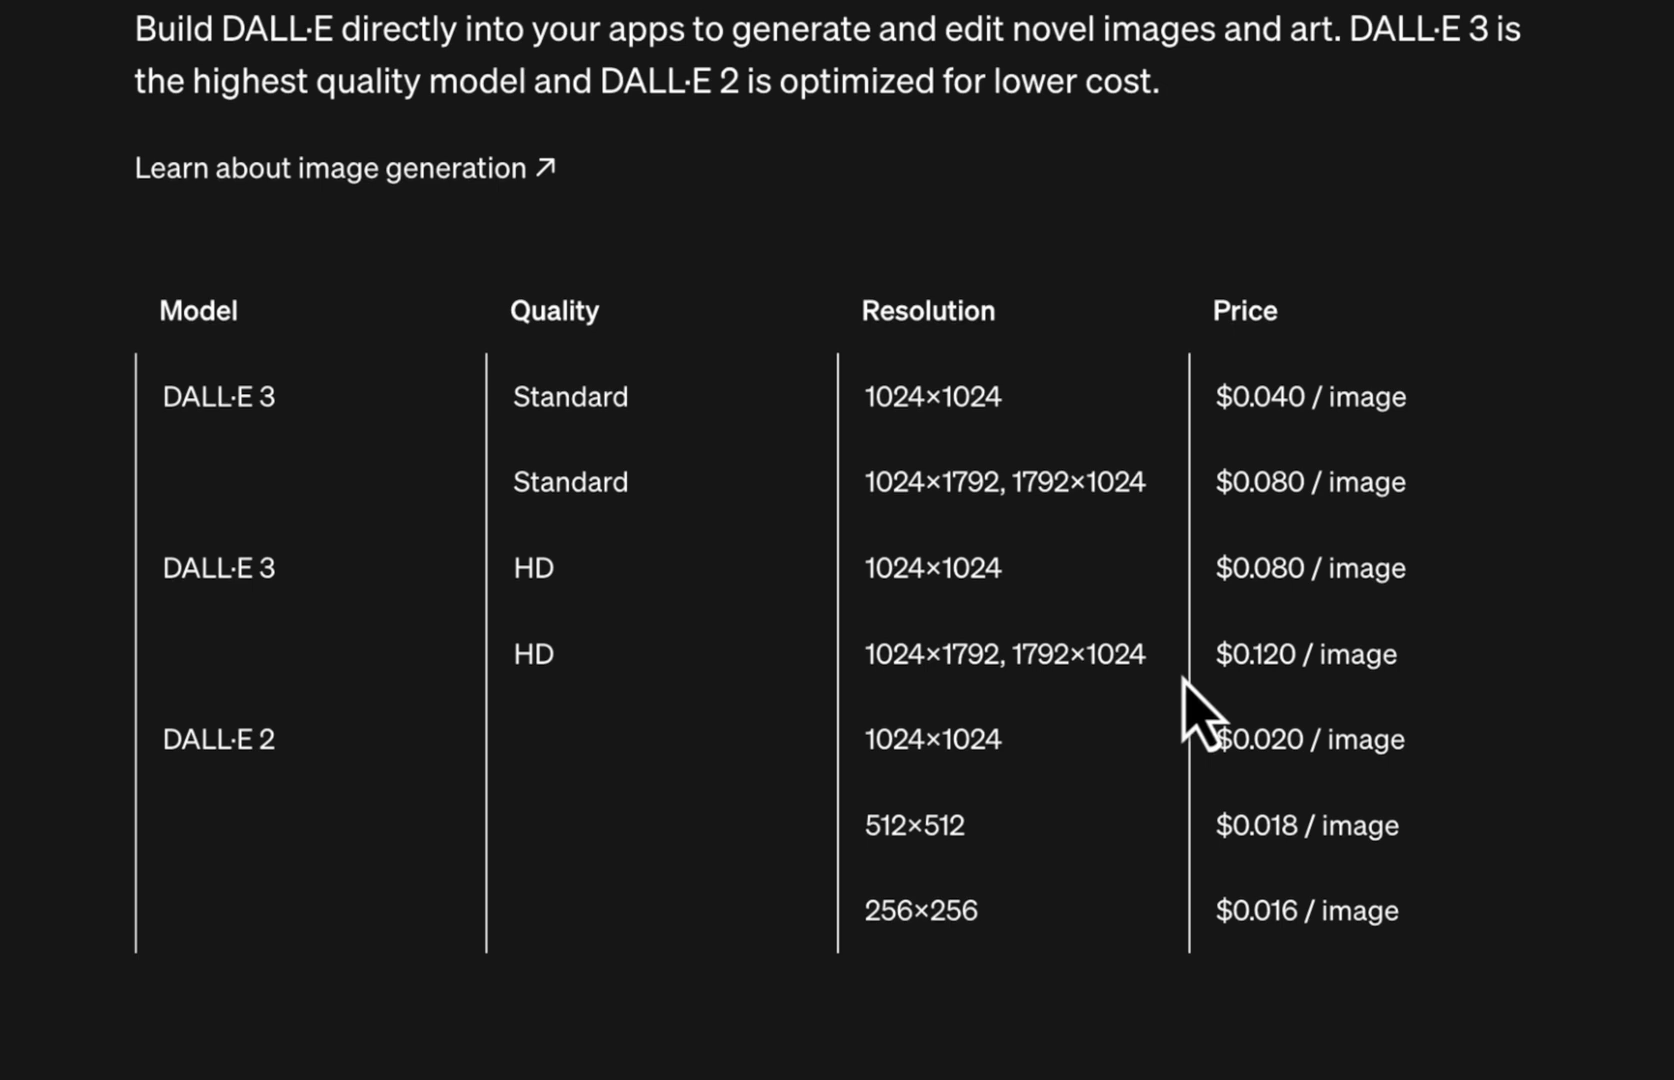 Build DALL·E directly into your apps to generate and edit novel images and art. DALL·E 3 is
the highest quality model and DALL·E 2 is optimized for lower cost.
Learn about image generation ↗
Model Quality Resolution Price
DALL·E 3 Standard 1024×1024 $0.040 / image
Standard 1024×1792, 1792×1024 $0.080 / image
DALL·E 3 HD 1024×1024 $0.080 / image
HD 1024×1792, 1792×1024 $0.120 / image
DALL·E 2 1024×1024 $0.020 / image
512×512 $0.018 / image
256×256 $0.016 / image